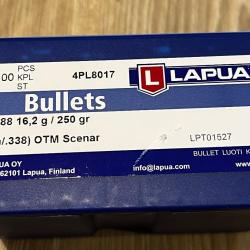 00 PCS
KPL
ST
4PL8017
L LAPUA
Bullets
88 16,2 g / 250 gr
/.338) OTM Scenar
LPT01527
UA OY
62101 Lapua, Finland
info@lapua.com
BULLET LUOTI K